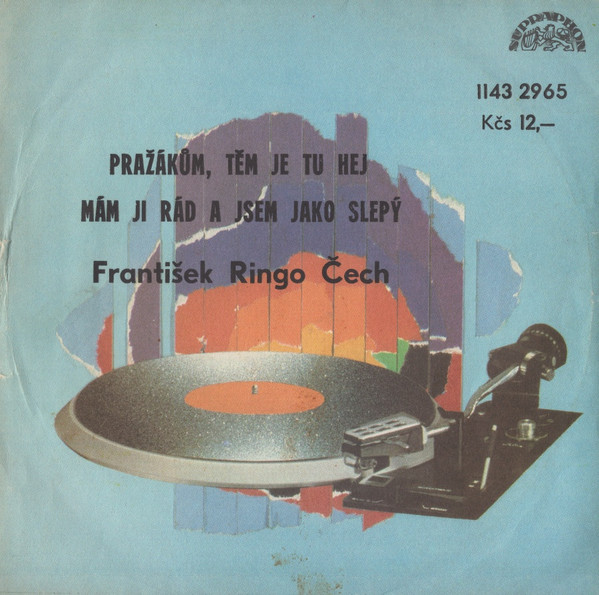 SUPRAPHON
1143 2965
Kčs 12,—
PRAŽÁKŮM, TĚM JE TU HEJ
MÁM JI RÁD A JSEM JAKO SLEPÝ
František Ringo Čech